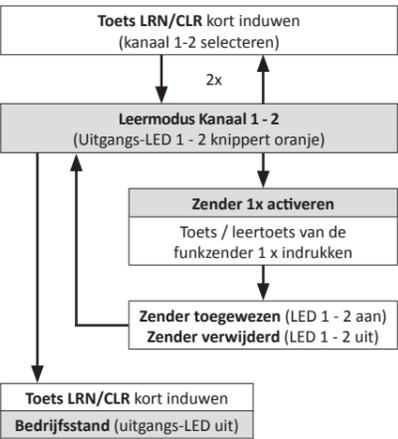 Toets LRN/CLR kort induwen
(kanaal 1-2 selecteren)
2x
Leermodus Kanaal 1 - 2
(Uitgangs-LED 1 - 2 knippert oranje)
Zender 1x activeren
Toets / leertoets van de
funkzender 1 x indrukken
Zender toegewezen (LED 1 - 2 aan)
Zender verwijderd (LED 1 - 2 uit)
Toets LRN/CLR kort induwen
Bedrijfsstand (uitgangs-LED uit)